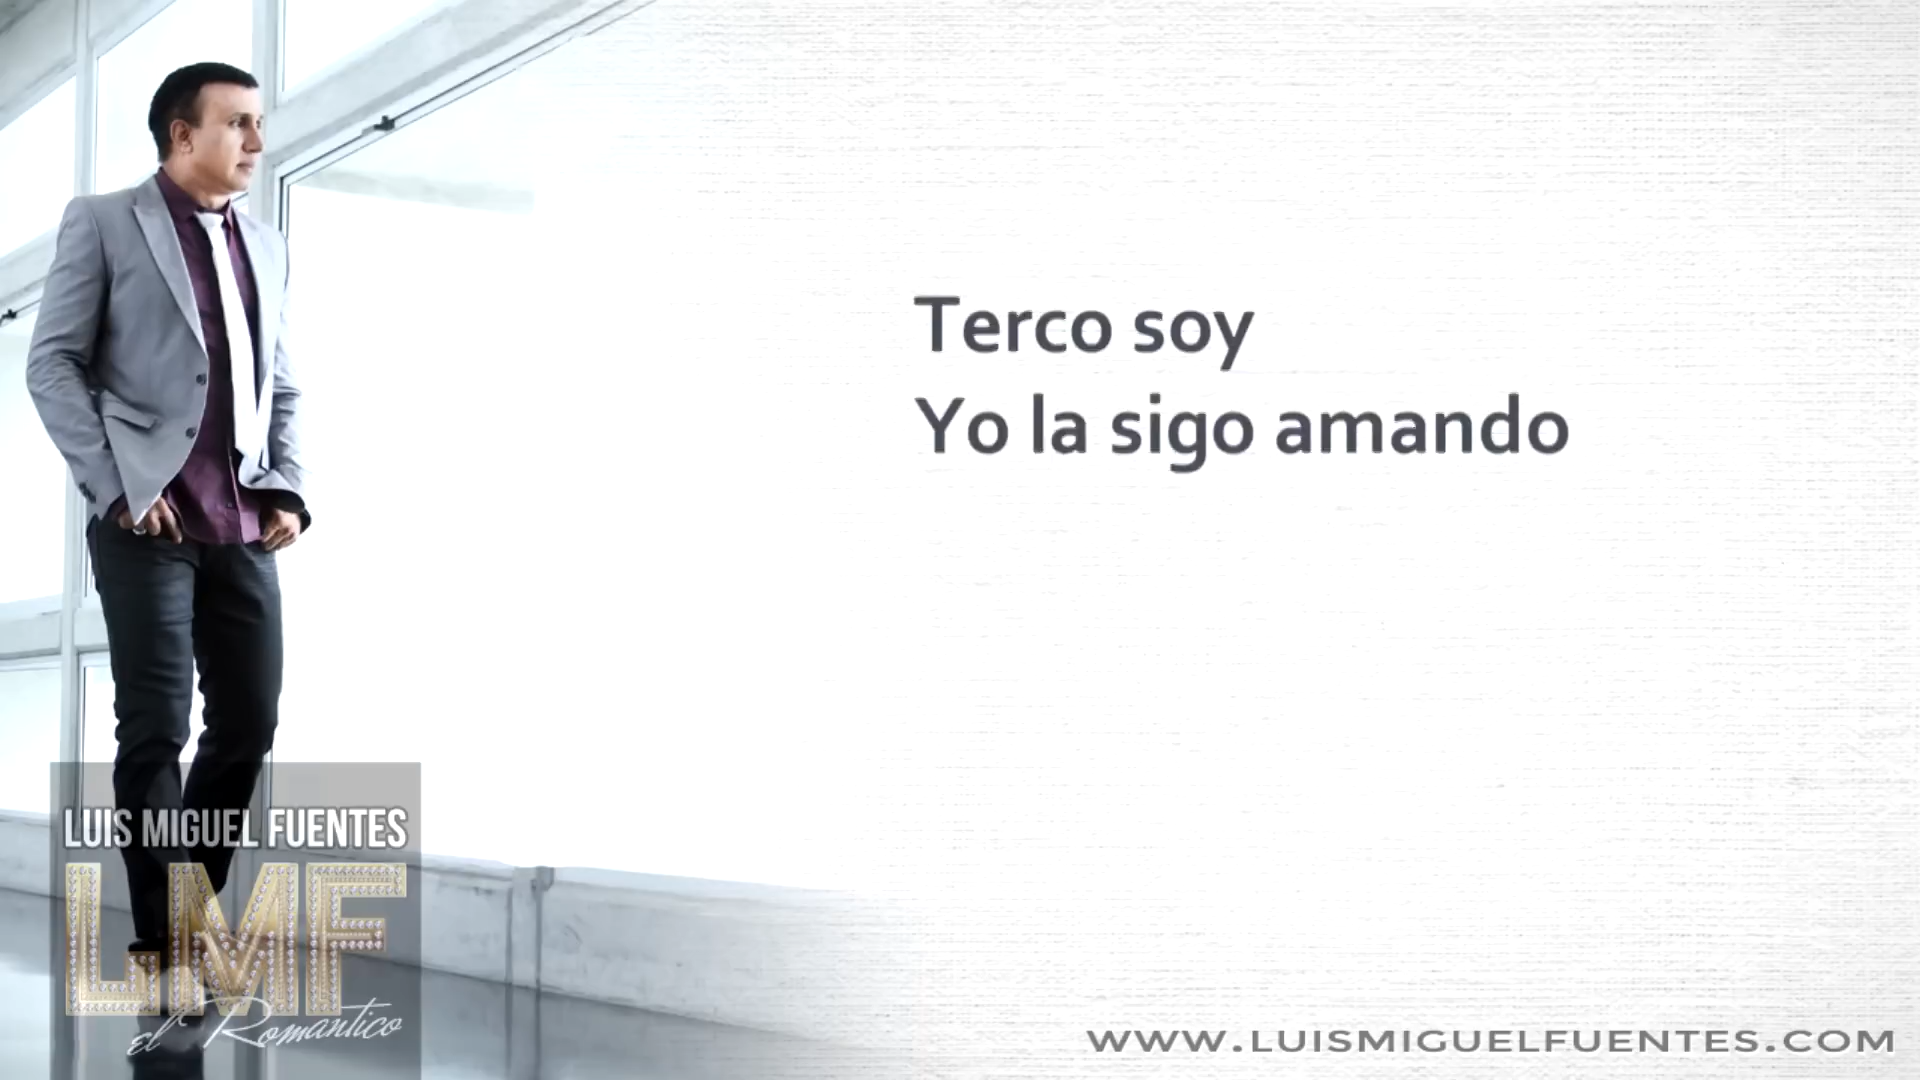 Terco soy
Yo la sigo amando
LUIS MIGUEL FUENTES
LMF
el Romantico
WWW.LUISMIGUELFUENTES.COM